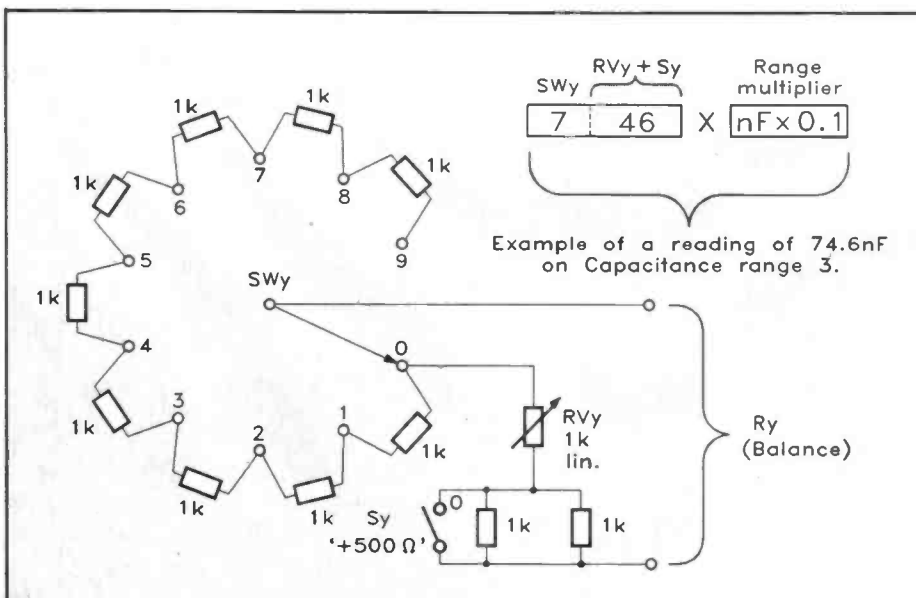 SWy RVy + Sy Range multiplier
7 46 X nF × 0.1
Example of a reading of 74.6nF
on Capacitance range 3.
1k
1k
7
1k
8
1k
6
1k
9
5
1k
SWy
4
0
1k
3
1
2
1k
1k
1k
RVy
1k
lin.
Ry
(Balance)
Sy
'+500 Ω'
0
1k
1k